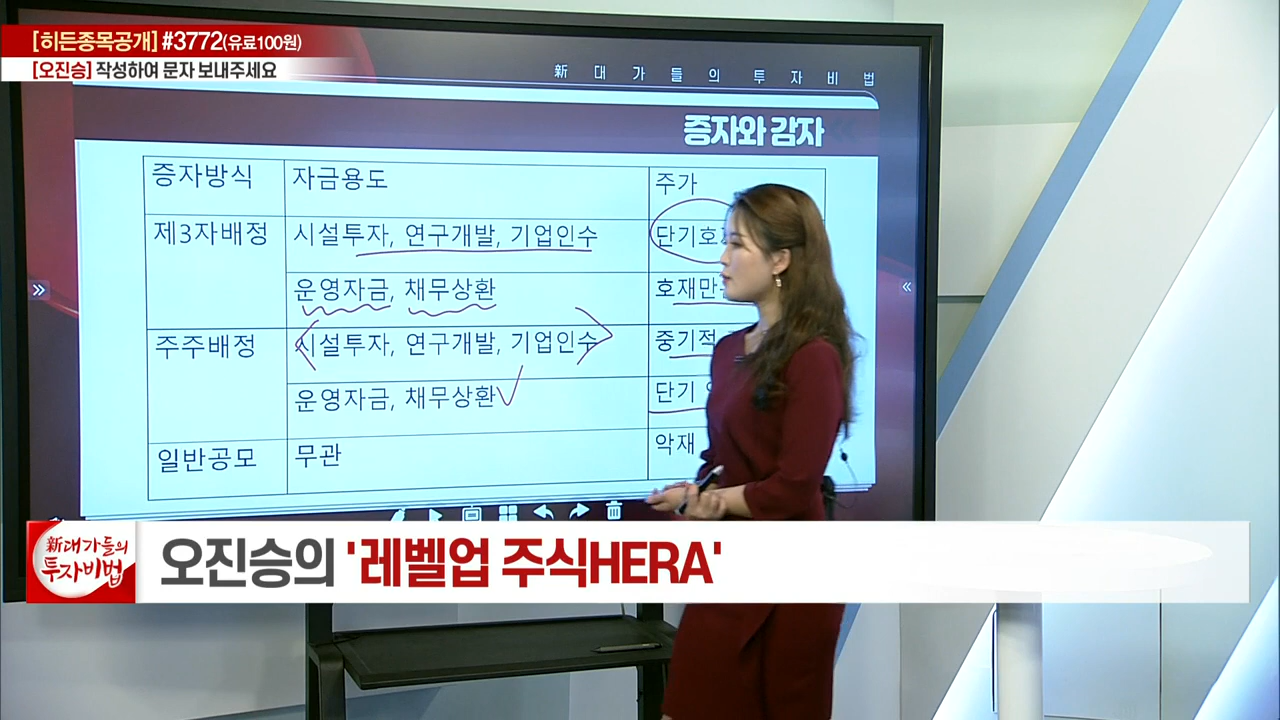 [히든종목공개] #3772(유료100원)
[오진승] 작성하여 문자 보내주세요
新 대가들의 투자비법
증자와 감자
증자방식 자금용도 주가
제3자배정 시설투자, 연구개발, 기업인수 단기호재
운영자금, 채무상환 호재만
주주배정 시설투자, 연구개발, 기업인수 중기적
운영자금, 채무상환 단기
일반공모 무관 악재
新대가들의
투자비법
오진승의 '레벨업 주식HERA'